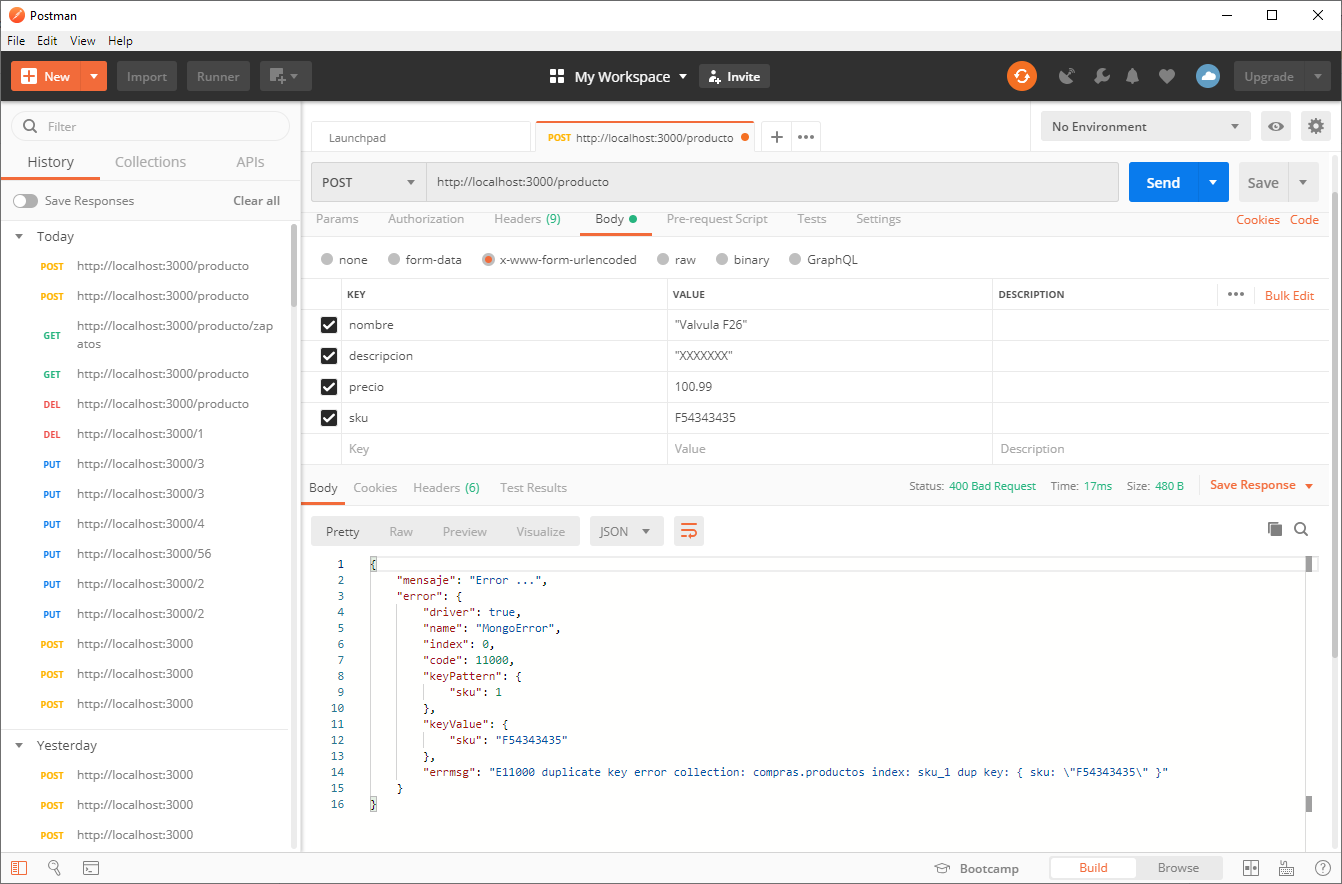 Postman
File Edit View Help
New Import Runner My Workspace Invite Upgrade
Filter
History Collections APIs
Save Responses Clear all
Today
POST http://localhost:3000/producto
POST http://localhost:3000/producto
GET http://localhost:3000/producto/zap
atos
GET http://localhost:3000/producto
DEL http://localhost:3000/producto
DEL http://localhost:3000/1
PUT http://localhost:3000/3
PUT http://localhost:3000/3
PUT http://localhost:3000/4
PUT http://localhost:3000/56
PUT http://localhost:3000/2
PUT http://localhost:3000/2
POST http://localhost:3000
POST http://localhost:3000
POST http://localhost:3000
Yesterday
POST http://localhost:3000
POST http://localhost:3000
POST http://localhost:3000
Launchpad POST http://localhost:3000/producto No Environment
POST http://localhost:3000/producto Send Save
Params Authorization Headers (9) Body Pre-request Script Tests Settings Cookies Code
none form-data x-www-form-urlencoded raw binary GraphQL
KEY VALUE DESCRIPTION Bulk Edit
nombre "Valvula F26"
descripcion "XXXXXXX"
precio 100.99
sku F54343435
Key Value Description
Body Cookies Headers (6) Test Results Status: 400 Bad Request Time: 17ms Size: 480 B Save Response
Pretty Raw Preview Visualize JSON
1 {
2 "mensaje": "Error ...",
3 "error": {
4 "driver": true,
5 "name": "MongoError",
6 "index": 0,
7 "code": 11000,
8 "keyPattern": {
9 "sku": 1
10 },
11 "keyValue": {
12 "sku": "F54343435"
13 },
14 "errmsg": "E11000 duplicate key error collection: compras.productos index: sku_1 dup key: { sku: \"F54343435\" }"
15 }
16 }
Bootcamp Build Browse